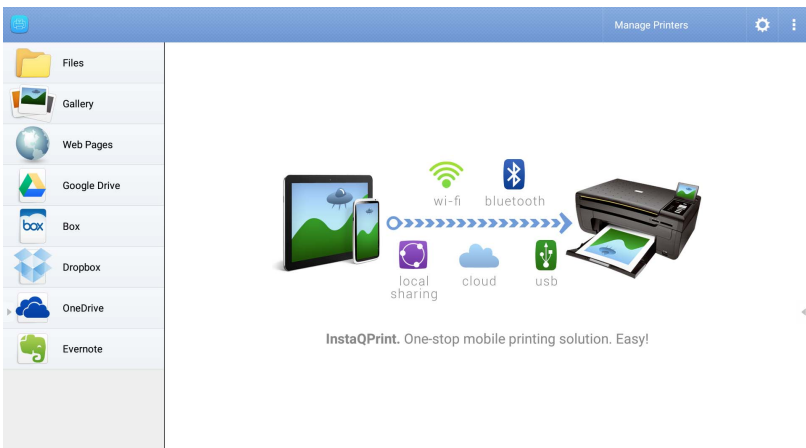 Manage Printers
Files
Gallery
Web Pages
Google Drive
box
Box
Dropbox
OneDrive
Evernote
wi-fi
bluetooth
local
sharing
cloud
usb
InstaQPrint. One-stop mobile printing solution. Easy!